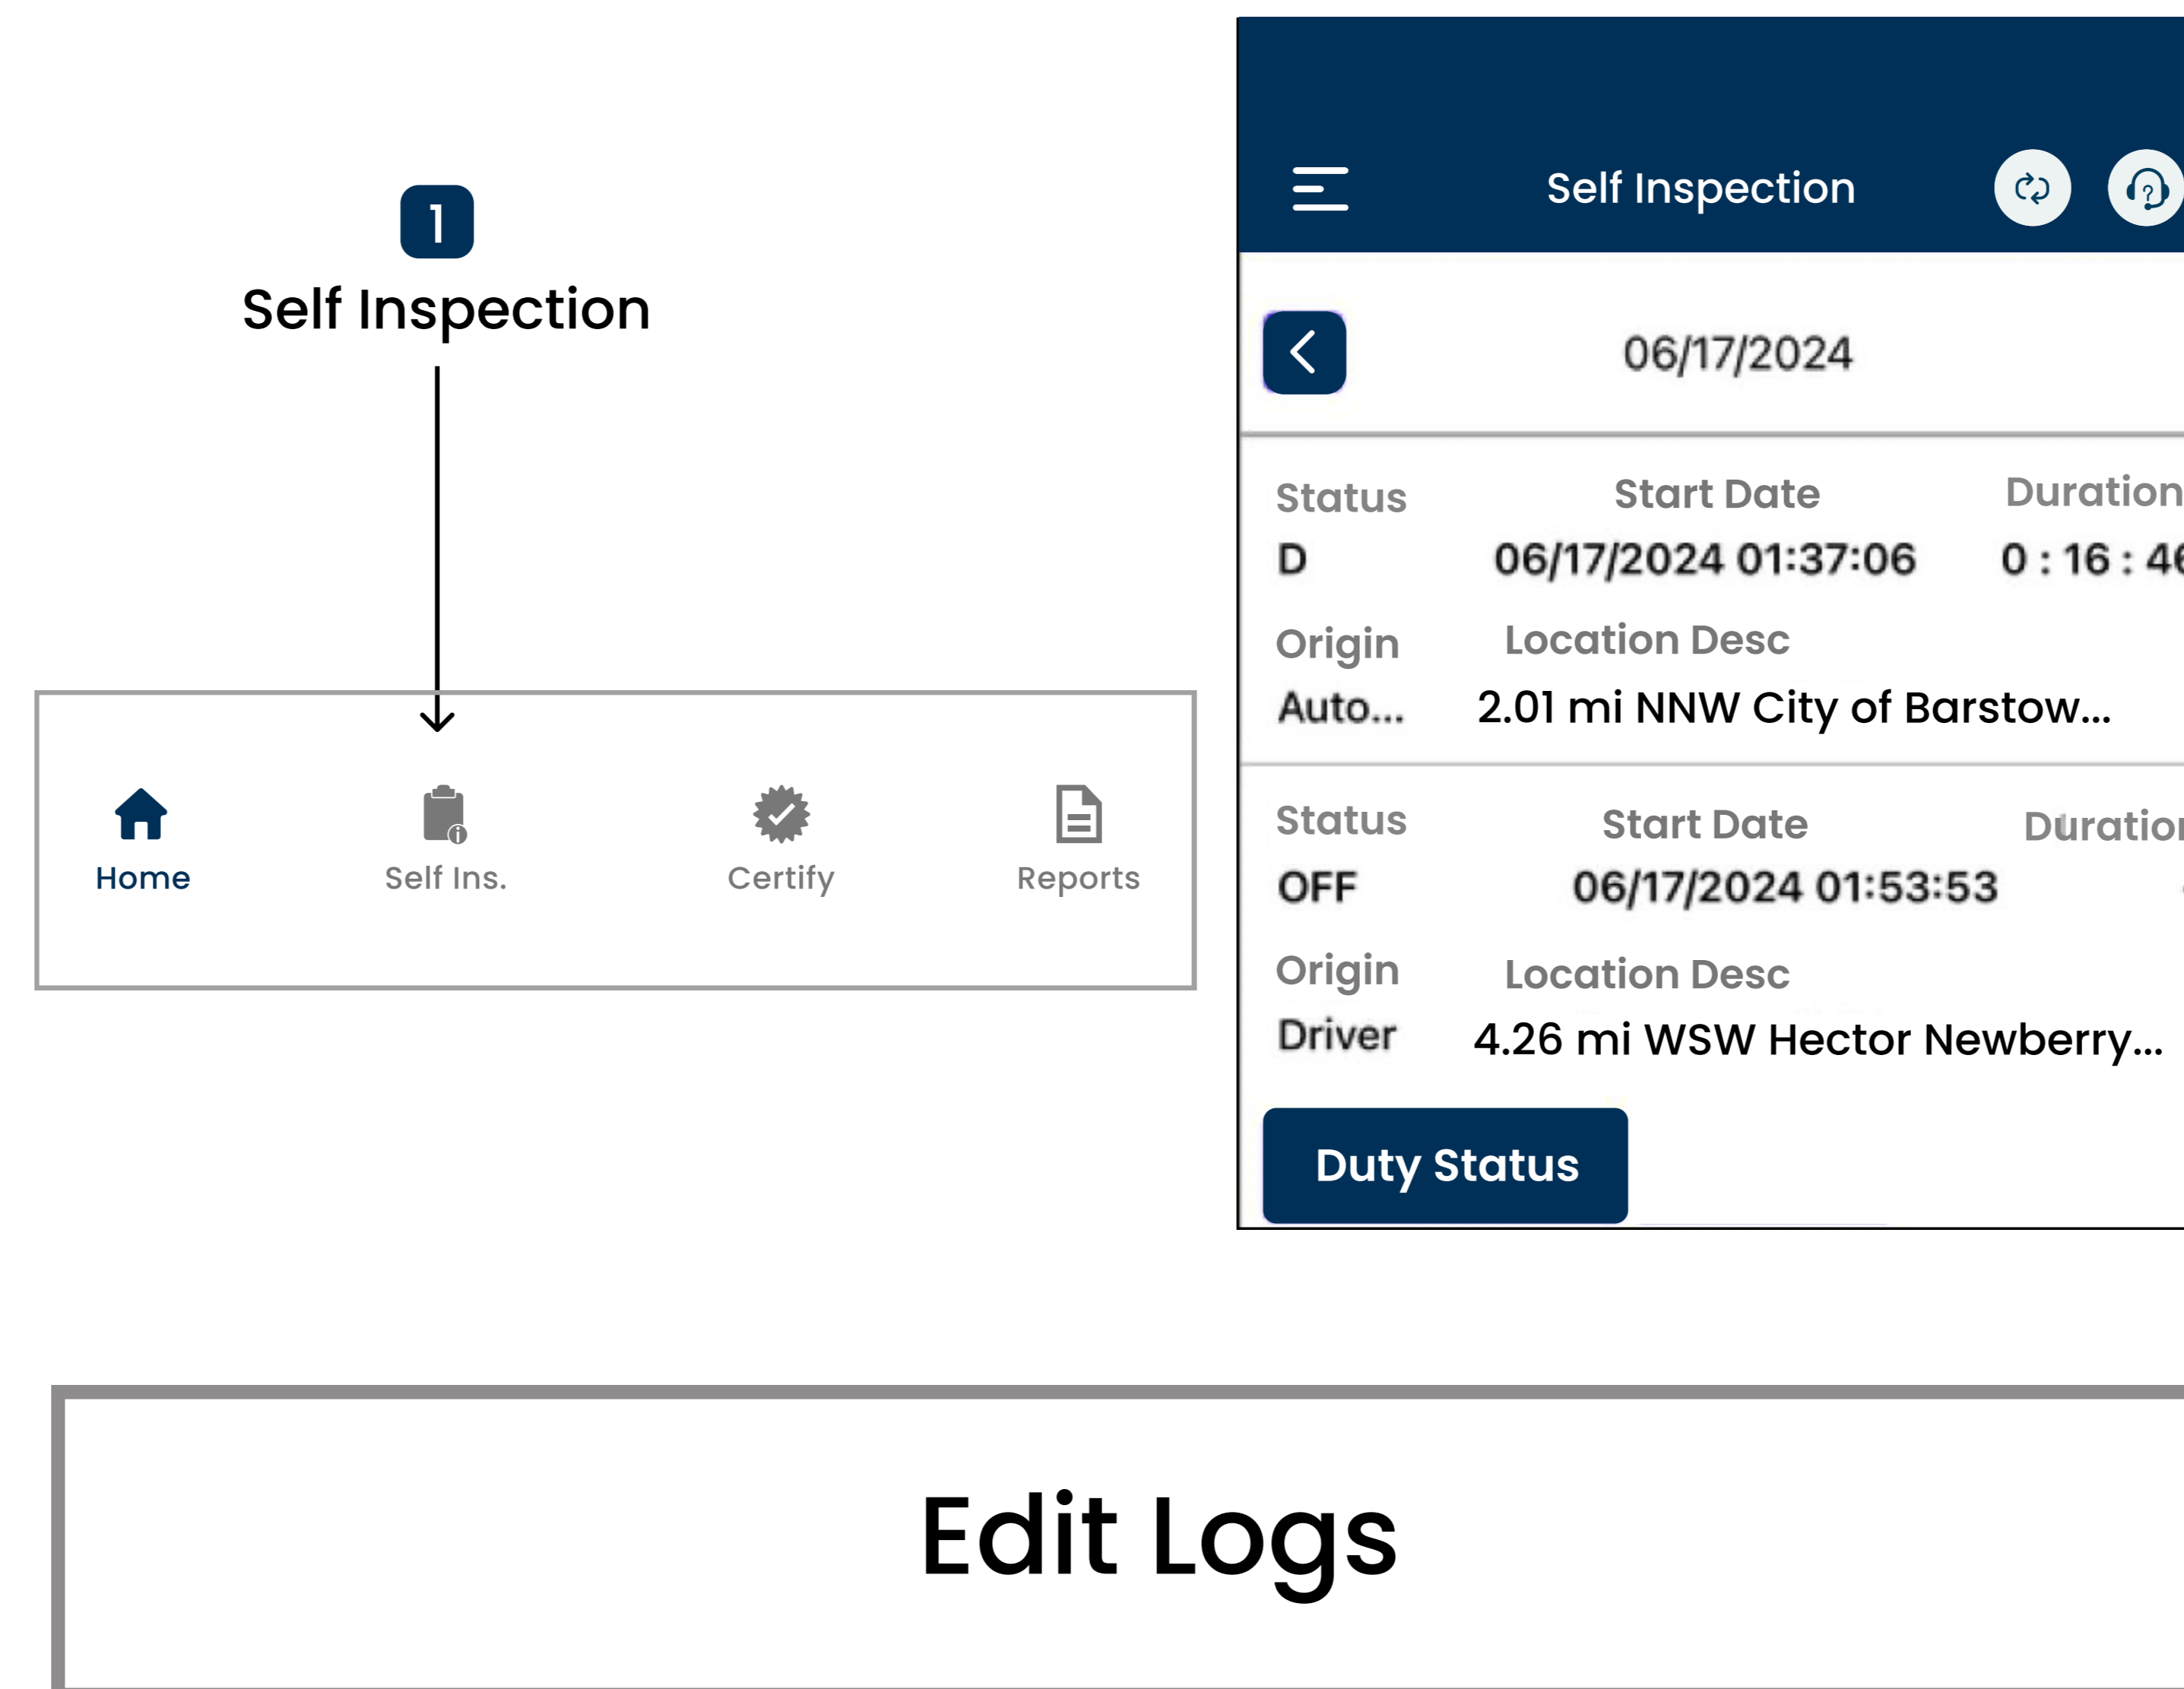 1
Self Inspection
Home Self Ins. Certify Reports
Self Inspection
06/17/2024
Status Start Date Duration
D 06/17/2024 01:37:06 0 : 16 : 46
Origin Location Desc
Auto... 2.01 mi NNW City of Barstow...
Status Start Date Duration
OFF 06/17/2024 01:53:53
Origin Location Desc
Driver 4.26 mi WSW Hector Newberry...
Duty Status
Edit Logs